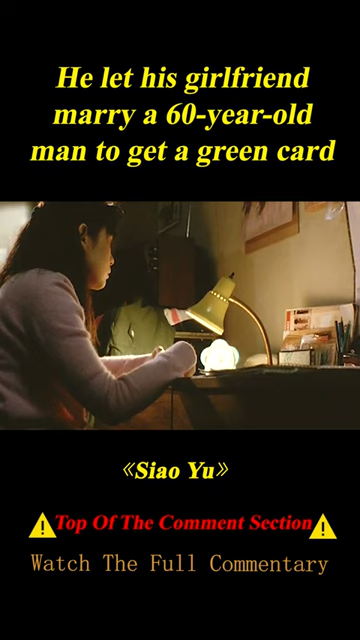 He let his girlfriend
marry a 60-year-old
man to get a green card
《Siao Yu》
Top Of The Comment Section
Watch The Full Commentary